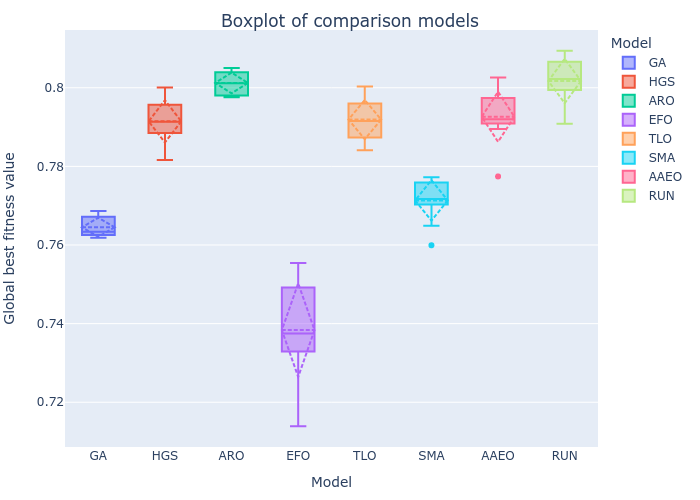 Boxplot of comparison models
Global best fitness value
0.8
0.78
0.76
0.74
0.72
GA HGS ARO EFO TLO SMA AAEO RUN
Model
Model
GA
HGS
ARO
EFO
TLO
SMA
AAEO
RUN